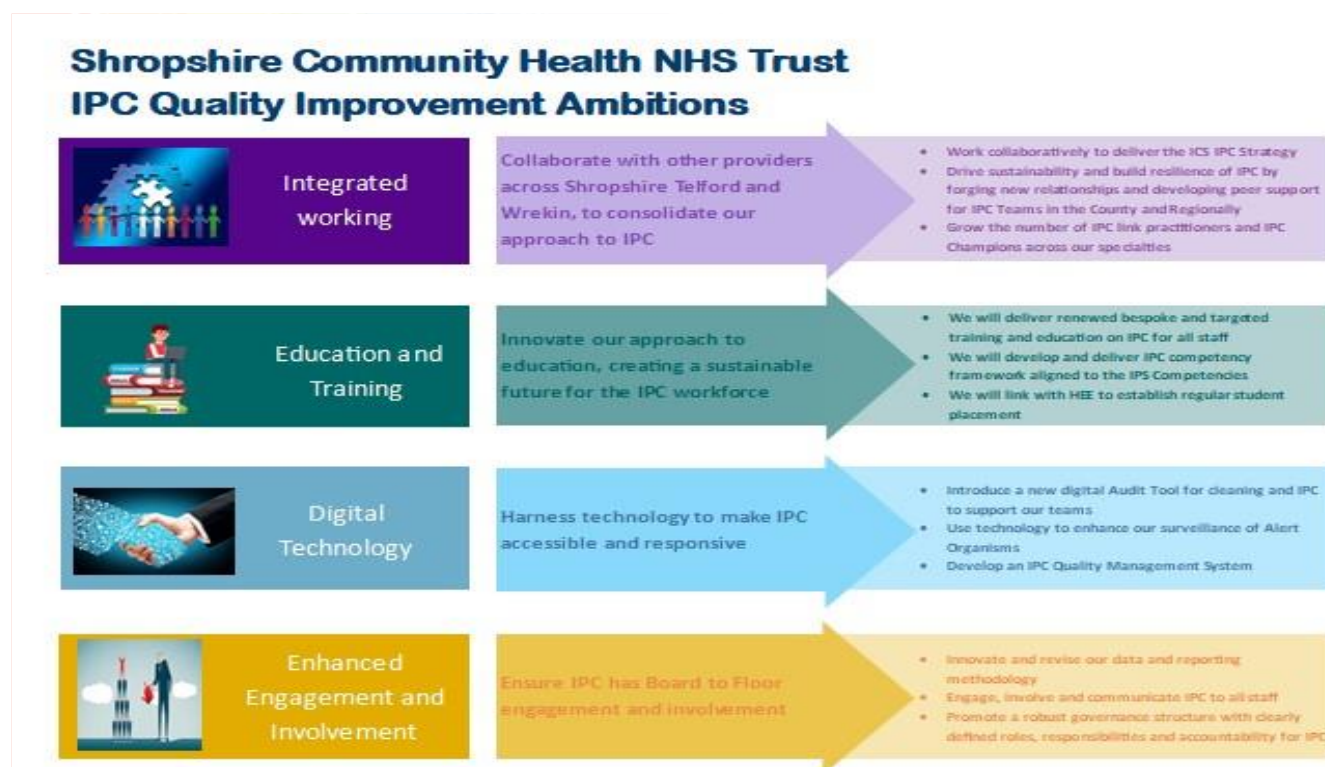 Shropshire Community Health NHS Trust
IPC Quality Improvement Ambitions
Integrated
working
Collaborate with other providers
across Shropshire Telford and
Wrekin, to consolidate our
approach to IPC
• Work collaboratively to deliver the ICS IPC Strategy
• Drive sustainability and build resilience of IPC by
forging new relationships and developing peer support
for IPC Teams in the County and Regionally
• Grow the number of IPC link practitioners and IPC
Champions across our specialties
Education and
Training
Innovate our approach to
education, creating a sustainable
future for the IPC workforce
• We will deliver renewed bespoke and targeted
training and education on IPC for all staff
• We will develop and deliver IPC competency
framework aligned to the IPS Competencies
• We will link with HEE to establish regular student
placement
Digital
Technology
Harness technology to make IPC
accessible and responsive
• Introduce a new digital Audit Tool for cleaning and IPC
to support our teams
• Use technology to enhance our surveillance of Alert
Organisms
• Develop an IPC Quality Management System
Enhanced
Engagement and
Involvement
Ensure IPC has Board to Floor
engagement and involvement
• Innovate and revise our data and reporting
methodology
• Engage, involve and communicate IPC to all staff
• Promote a robust governance structure with clearly
defined roles, responsibilities and accountability for IPC